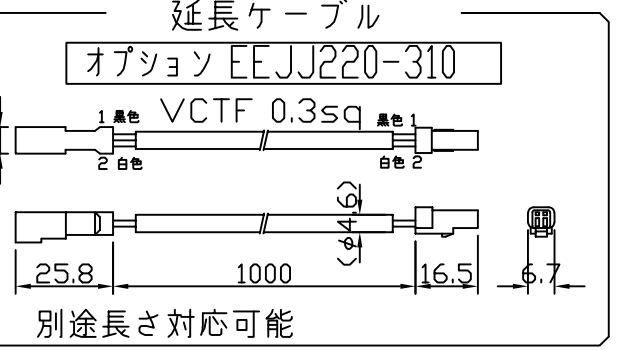 延長ケーブル
オプション EEJJ220-310
VCTF 0.3sq
1 黒色
黒色 1
2 白色
白色 2
(φ4.6)
25.8
1000
16.5
6.7
別途長さ対応可能